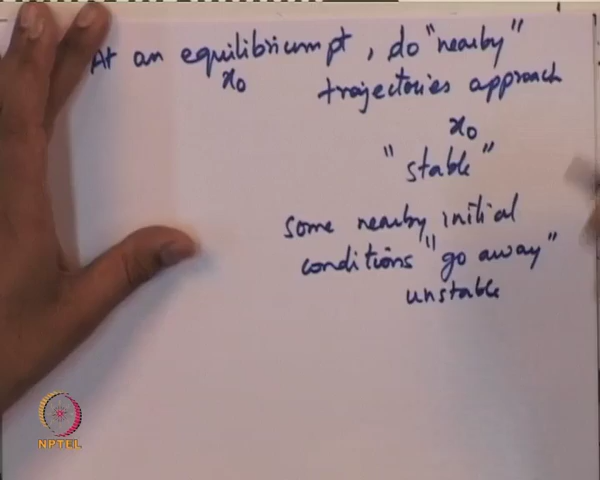 At an equilibrium pt, do "nearby"
x0 trajectories approach
x0
"stable"
some nearby initial
conditions "go away"
unstable
NPTEL